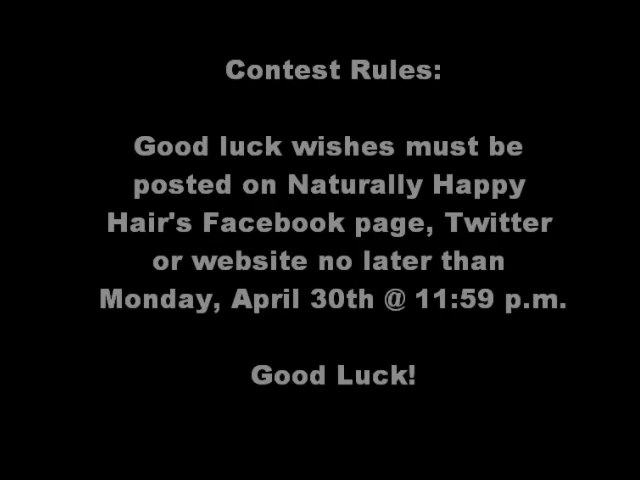 Contest Rules:
Good luck wishes must be
posted on Naturally Happy
Hair's Facebook page, Twitter
or website no later than
Monday, April 30th @ 11:59 p.m.
Good Luck!